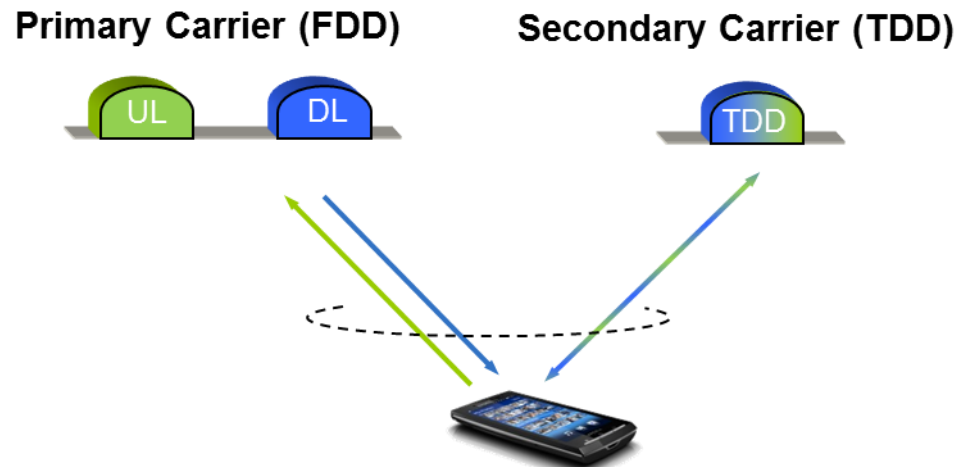 Primary Carrier (FDD)
Secondary Carrier (TDD)
UL
DL
TDD